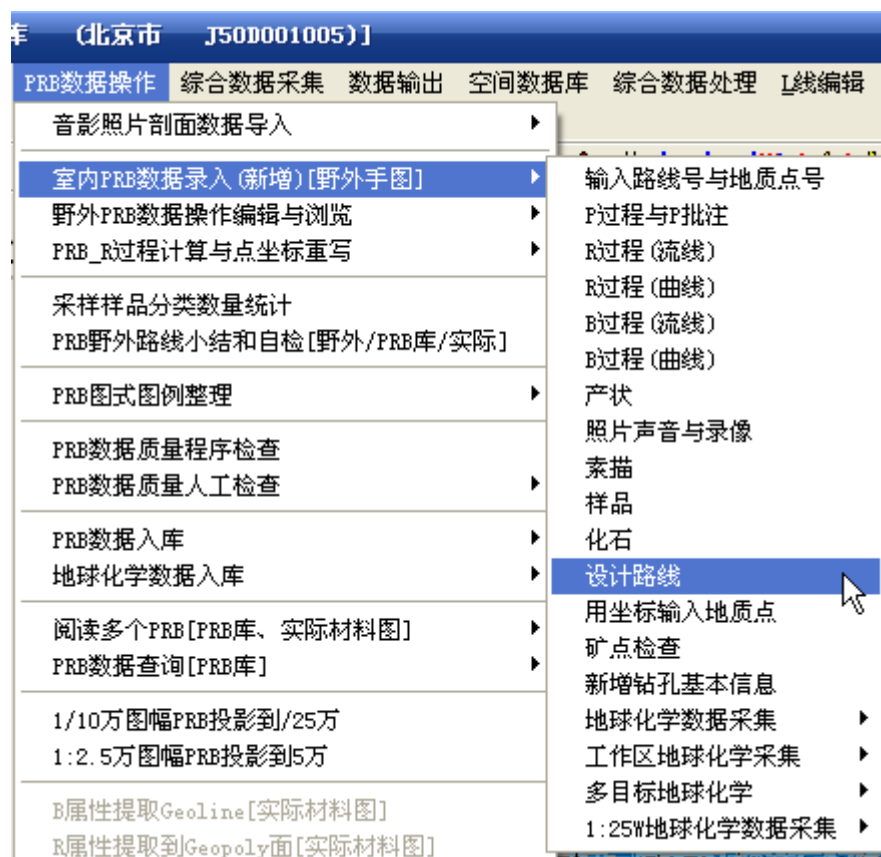 库 (北京市 J50D001005)]
PRB数据操作 综合数据采集 数据输出 空间数据库 综合数据处理 L线编辑
音影照片剖面数据导入
室内PRB数据录入(新增)[野外手图]
野外PRB数据操作编辑与浏览
PRB_R过程计算与点坐标重写
采样样品分类数量统计
PRB野外路线小结和自检[野外/PRB库/实际]
PRB图式图例整理
PRB数据质量程序检查
PRB数据质量人工检查
PRB数据入库
地球化学数据入库
阅读多个PRB[PRB库、实际材料图]
PRB数据查询[PRB库]
1/10万图幅PRB投影到/25万
1:2.5万图幅PRB投影到5万
B属性提取Geoline[实际材料图]
R属性提取到Geopoly面[实际材料图]
输入路线号与地质点号
P过程与P批注
R过程(流线)
R过程(曲线)
B过程(流线)
B过程(曲线)
产状
照片声音与录像
素描
样品
化石
设计路线
用坐标输入地质点
矿点检查
新增钻孔基本信息
地球化学数据采集
工作区地球化学采集
多目标地球化学
1:25W地球化学数据采集